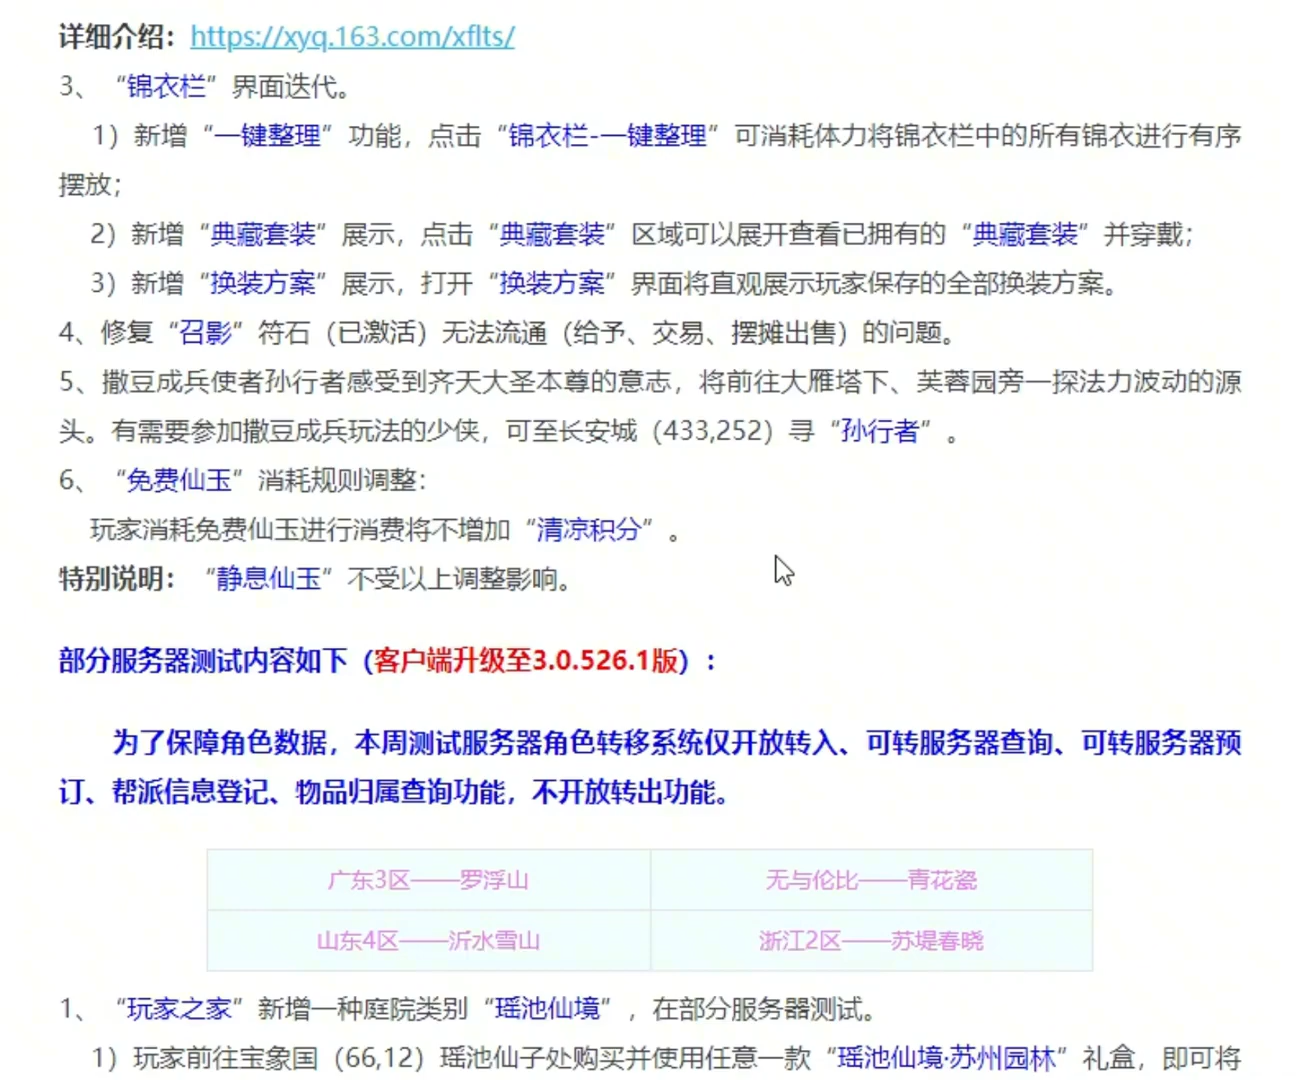 详细介绍：https://xyq.163.com/xflts/
3、“锦衣栏”界面迭代。
1）新增“一键整理”功能，点击“锦衣栏-一键整理”可消耗体力将锦衣栏中的所有锦衣进行有序
摆放；
2）新增“典藏套装”展示，点击“典藏套装”区域可以展开查看已拥有的“典藏套装”并穿戴；
3）新增“换装方案”展示，打开“换装方案”界面将直观展示玩家保存的全部换装方案。
4、修复“召影”符石（已激活）无法流通（给予、交易、摆摊出售）的问题。
5、撒豆成兵使者孙行者感受到齐天大圣本尊的意志，将前往大雁塔下、芙蓉园旁一探法力波动的源
头。有需要参加撒豆成兵玩法的少侠，可至长安城（433,252）寻“孙行者”。
6、“免费仙玉”消耗规则调整：
玩家消耗免费仙玉进行消费将不增加“清凉积分”。
特别说明：“静息仙玉”不受以上调整影响。
部分服务器测试内容如下（客户端升级至3.0.526.1版）：
为了保障角色数据，本周测试服务器角色转移系统仅开放转入、可转服务器查询、可转服务器预
订、帮派信息登记、物品归属查询功能，不开放转出功能。
广东3区——罗浮山 无与伦比——青花瓷
山东4区——沂水雪山 浙江2区——苏堤春晓
1、“玩家之家”新增一种庭院类别“瑶池仙境”，在部分服务器测试。
1）玩家前往宝象国（66,12）瑶池仙子处购买并使用任意一款“瑶池仙境·苏州园林”礼盒，即可将